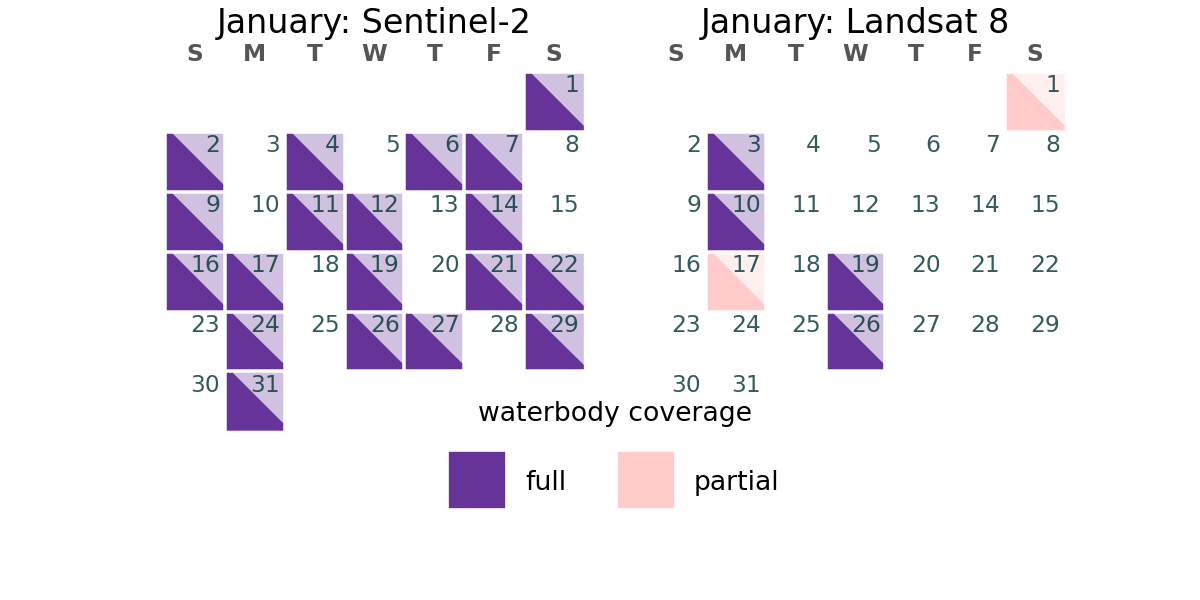 January: Sentinel-2
S M T W T F S
1
2 3 4 5 6 7 8
9 10 11 12 13 14 15
16 17 18 19 20 21 22
23 24 25 26 27 28 29
30 31
January: Landsat 8
S M T W T F S
1
2 3 4 5 6 7 8
9 10 11 12 13 14 15
16 17 18 19 20 21 22
23 24 25 26 27 28 29
30 31
waterbody coverage
full partial